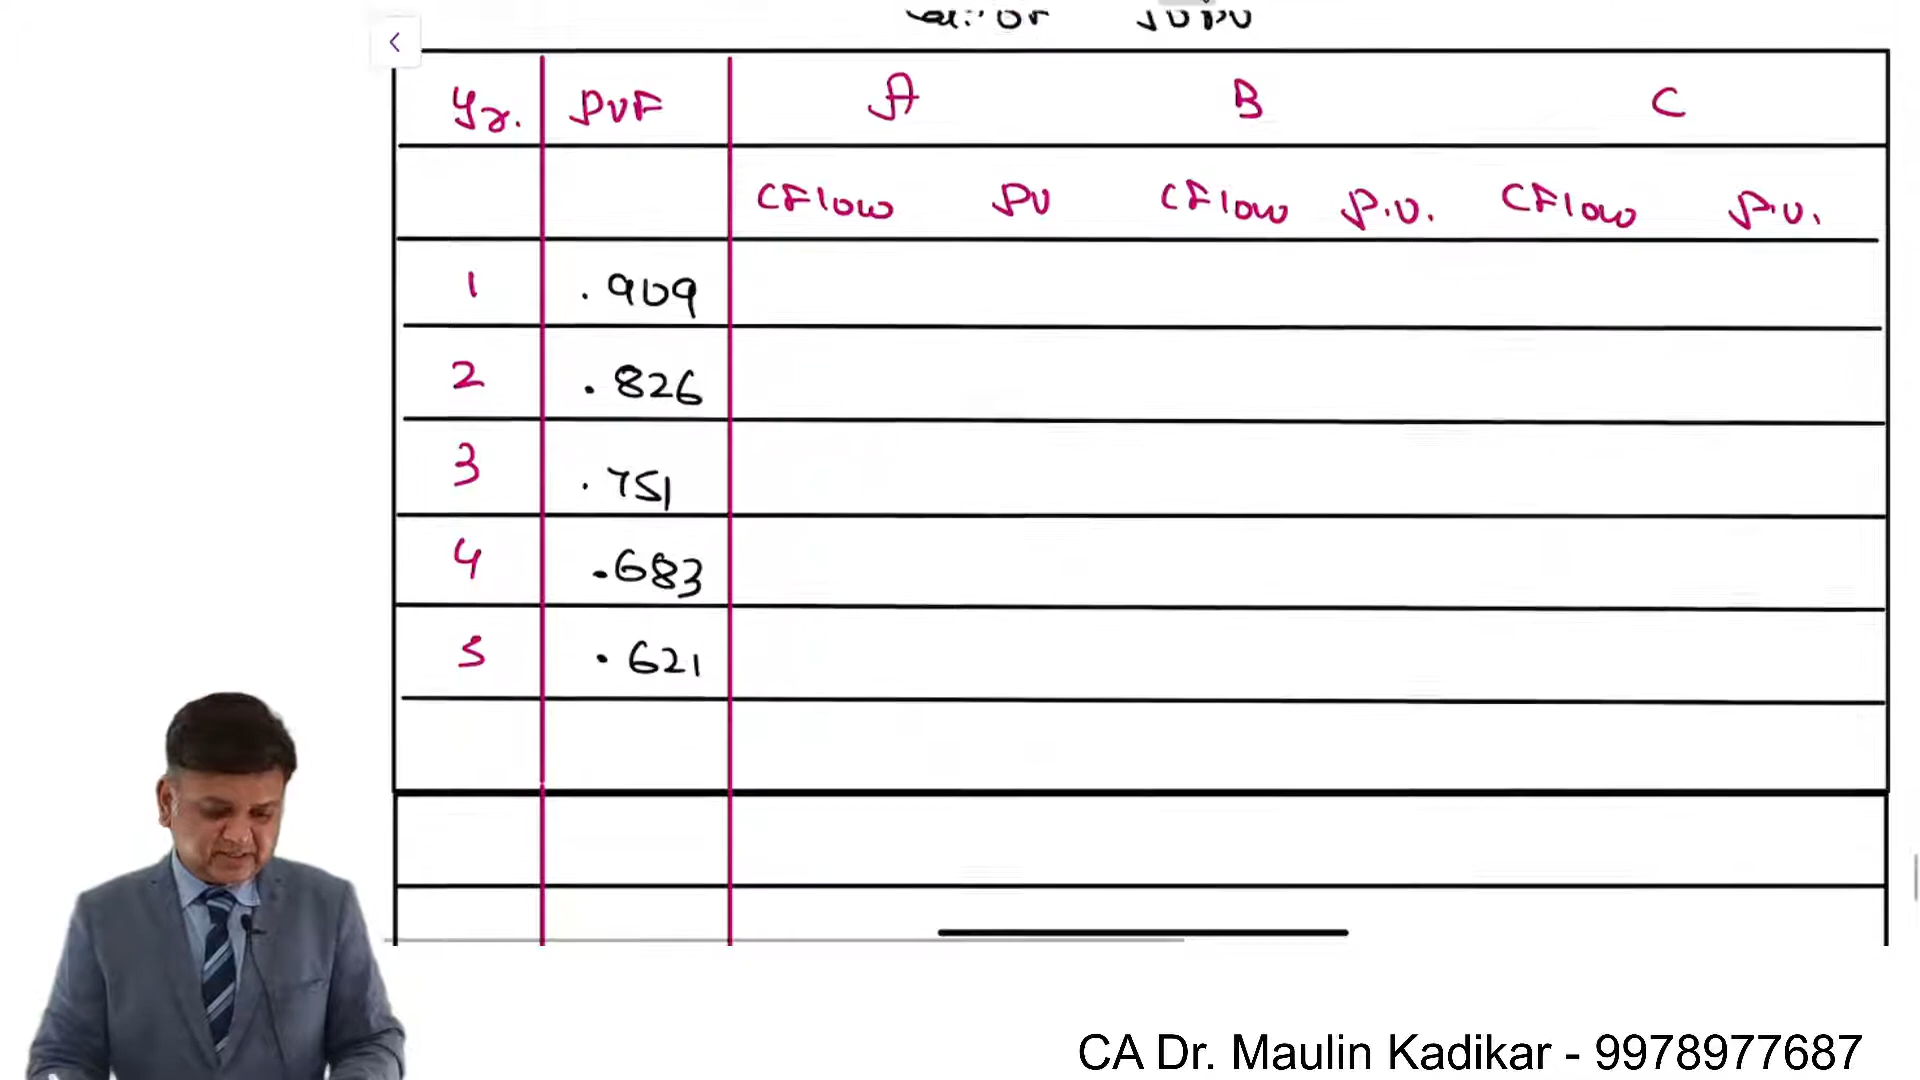 Yr. PVF A B C
CFlow PV CFlow P.V. CFlow P.V.
1 .909
2 .826
3 .751
4 .683
5 .621
CA Dr. Maulin Kadikar - 9978977687